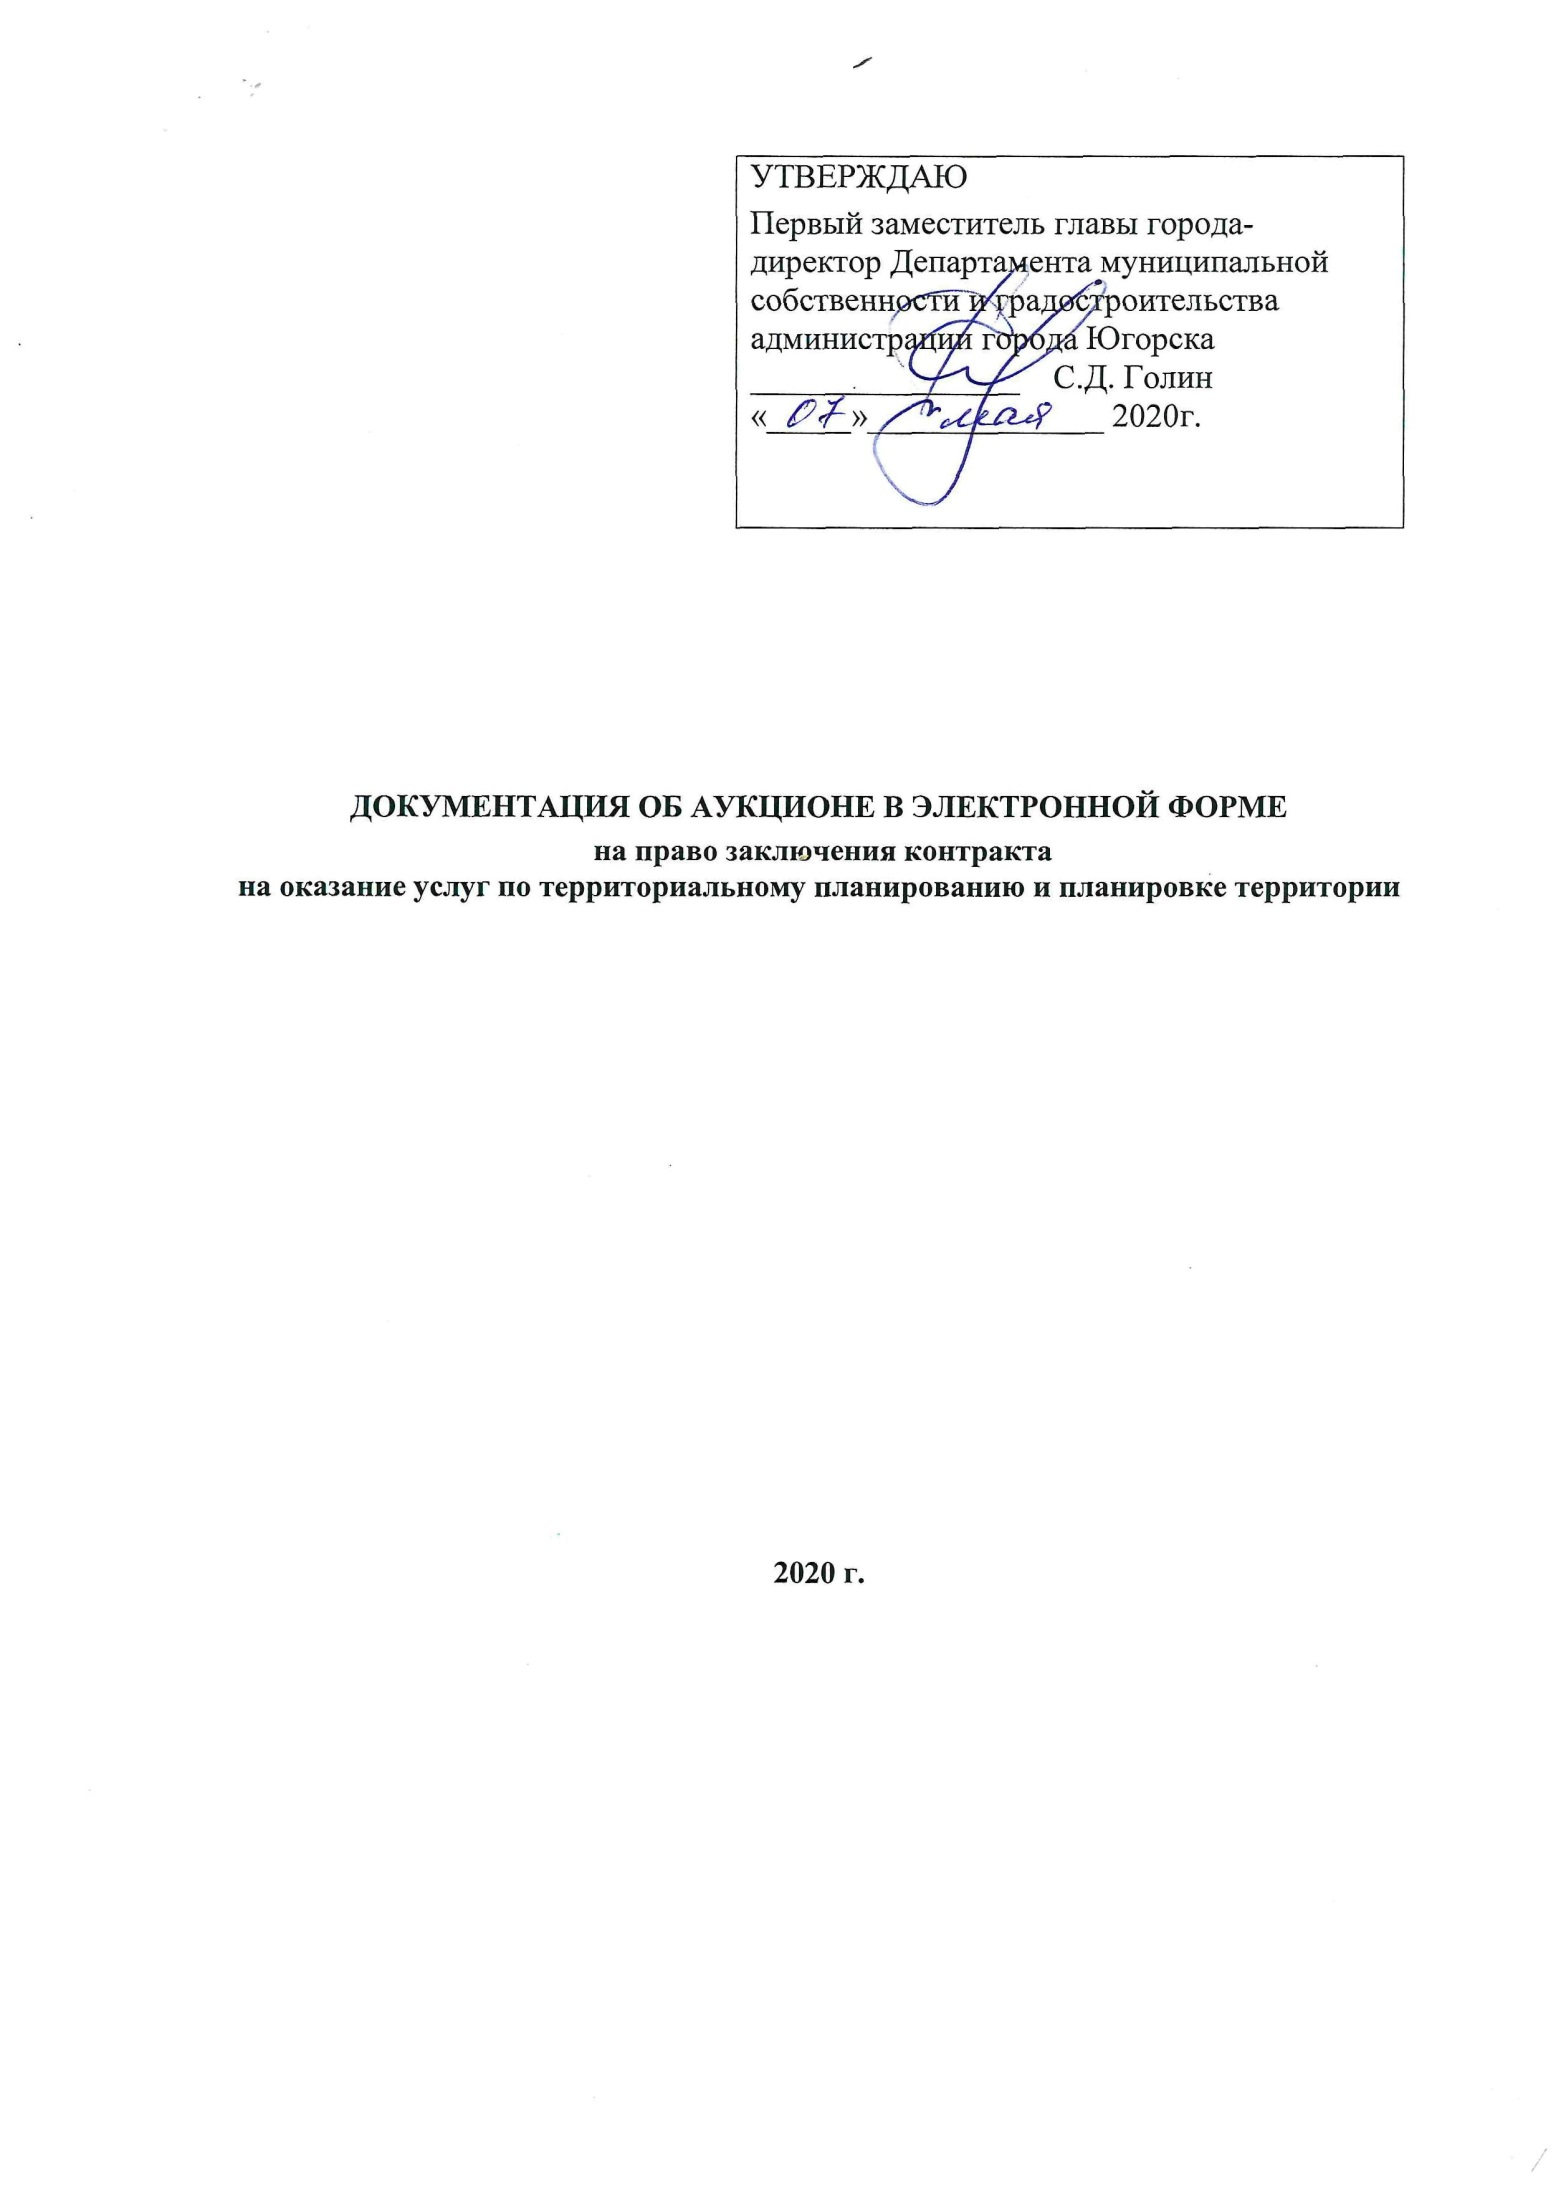 УТВЕРЖДАЮ
Первый заместитель главы города-
директор Департамента муниципальной
собственности и градостроительства
администрации города Югорска
________________ С.Д. Голин
«07» мая 2020г.
ДОКУМЕНТАЦИЯ ОБ АУКЦИОНЕ В ЭЛЕКТРОННОЙ ФОРМЕ
на право заключения контракта
на оказание услуг по территориальному планированию и планировке территории
2020 г.